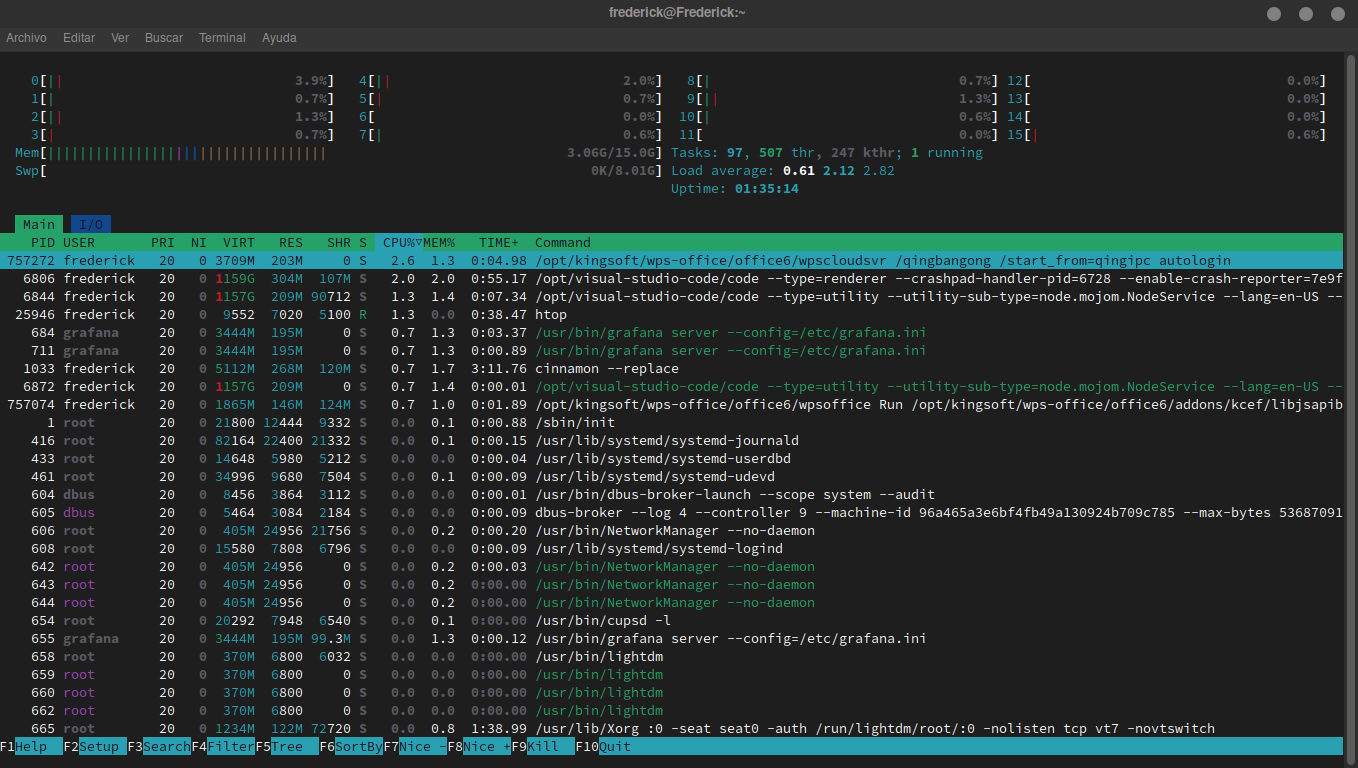 frederick@Frederick:~
Archivo Editar Ver Buscar Terminal Ayuda
0[|| 3.9%] 4[|| 2.0%] 8[| 0.7%] 12[ 0.0%]
1[| 0.7%] 5[| 0.7%] 9[|| 1.3%] 13[ 0.0%]
2[|| 1.3%] 6[ 0.0%] 10[| 0.6%] 14[ 0.0%]
3[| 0.7%] 7[| 0.6%] 11[ 0.0%] 15[| 0.6%]
Mem[||||||||||||||||||||||||||||||||||| 3.06G/15.0G] Tasks: 97, 507 thr, 247 kthr; 1 running
Swp[ 0K/8.01G] Load average: 0.61 2.12 2.82
Uptime: 01:35:14
Main I/O
PID USER PRI NI VIRT RES SHR S CPU%▽MEM% TIME+ Command
757272 frederick 20 0 3709M 203M 0 S 2.6 1.3 0:04.98 /opt/kingsoft/wps-office/office6/wpscloudsvr /qingbangong /start_from=qingipc autologin
6806 frederick 20 0 1159G 304M 107M S 2.0 2.0 0:55.17 /opt/visual-studio-code/code --type=renderer --crashpad-handler-pid=6728 --enable-crash-reporter=7e9f
6844 frederick 20 0 1157G 209M 90712 S 1.3 1.4 0:07.34 /opt/visual-studio-code/code --type=utility --utility-sub-type=node.mojom.NodeService --lang=en-US --
25946 frederick 20 0 9552 7020 5100 R 1.3 0.0 0:38.47 htop
684 grafana 20 0 3444M 195M 0 S 0.7 1.3 0:03.37 /usr/bin/grafana server --config=/etc/grafana.ini
711 grafana 20 0 3444M 195M 0 S 0.7 1.3 0:00.89 /usr/bin/grafana server --config=/etc/grafana.ini
1033 frederick 20 0 5112M 268M 120M S 0.7 1.7 3:11.76 cinnamon --replace
6872 frederick 20 0 1157G 209M 0 S 0.7 1.4 0:00.01 /opt/visual-studio-code/code --type=utility --utility-sub-type=node.mojom.NodeService --lang=en-US --
757074 frederick 20 0 1865M 146M 124M S 0.7 1.0 0:01.89 /opt/kingsoft/wps-office/office6/wpsoffice Run /opt/kingsoft/wps-office/office6/addons/kcef/libjsapib
1 root 20 0 21800 12444 9332 S 0.0 0.1 0:00.88 /sbin/init
416 root 20 0 82164 22400 21332 S 0.0 0.1 0:00.15 /usr/lib/systemd/systemd-journald
433 root 20 0 14648 5980 5212 S 0.0 0.0 0:00.04 /usr/lib/systemd/systemd-userdbd
461 root 20 0 34996 9680 7504 S 0.0 0.1 0:00.09 /usr/lib/systemd/systemd-udevd
604 dbus 20 0 8456 3864 3112 S 0.0 0.0 0:00.01 /usr/bin/dbus-broker-launch --scope system --audit
605 dbus 20 0 5464 3084 2184 S 0.0 0.0 0:00.09 dbus-broker --log 4 --controller 9 --machine-id 96a465a3e6bf4fb49a130924b709c785 --max-bytes 53687091
606 root 20 0 405M 24956 21756 S 0.0 0.2 0:00.20 /usr/bin/NetworkManager --no-daemon
608 root 20 0 15580 7808 6796 S 0.0 0.0 0:00.09 /usr/lib/systemd/systemd-logind
642 root 20 0 405M 24956 0 S 0.0 0.2 0:00.03 /usr/bin/NetworkManager --no-daemon
643 root 20 0 405M 24956 0 S 0.0 0.2 0:00.00 /usr/bin/NetworkManager --no-daemon
644 root 20 0 405M 24956 0 S 0.0 0.2 0:00.00 /usr/bin/NetworkManager --no-daemon
654 root 20 0 20292 7948 6540 S 0.0 0.1 0:00.00 /usr/bin/cupsd -l
655 grafana 20 0 3444M 195M 99.3M S 0.0 1.3 0:00.12 /usr/bin/grafana server --config=/etc/grafana.ini
658 root 20 0 370M 6800 6032 S 0.0 0.0 0:00.00 /usr/bin/lightdm
659 root 20 0 370M 6800 0 S 0.0 0.0 0:00.00 /usr/bin/lightdm
660 root 20 0 370M 6800 0 S 0.0 0.0 0:00.00 /usr/bin/lightdm
662 root 20 0 370M 6800 0 S 0.0 0.0 0:00.00 /usr/bin/lightdm
665 root 20 0 1234M 122M 72720 S 0.0 0.8 1:38.99 /usr/lib/Xorg :0 -seat seat0 -auth /run/lightdm/root/:0 -nolisten tcp vt7 -novtswitch
F1Help F2Setup F3SearchF4FilterF5Tree F6SortByF7Nice -F8Nice +F9Kill F10Quit